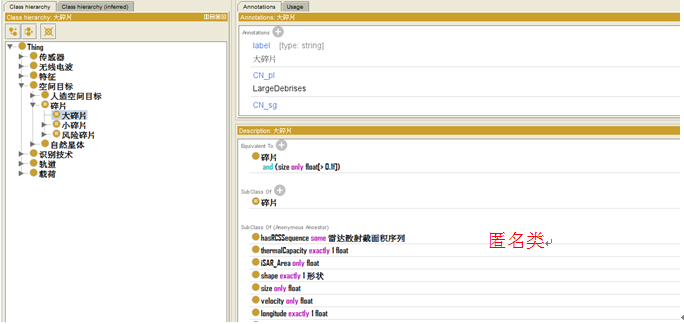 Class hierarchy
Class hierarchy (inferred)
Class hierarchy: 大碎片
Thing
传感器
无线电波
特征
空间目标
人造空间目标
碎片
大碎片
小碎片
风险碎片
自然星体
识别技术
轨道
载荷
Annotations
Usage
Annotations: 大碎片
Annotations
label [type: string]
大碎片
CN_pl
LargeDebrises
CN_sg
Description: 大碎片
Equivalent To
碎片
and (size only float[> 0.1f])
SubClass Of
碎片
SubClass Of (Anonymous Ancestor)
hasRCSSequence some 雷达散射截面积序列
thermalCapacity exactly 1 float
iSAR_Area only float
shape exactly 1 形状
size only float
velocity only float
longitude exactly 1 float
匿名类